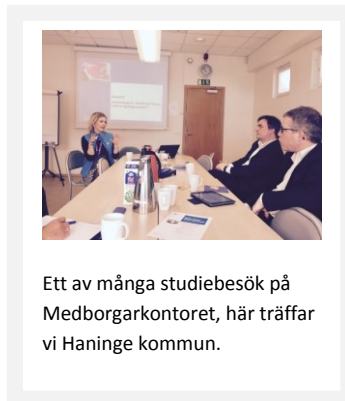 Ett av många studiebesök på
Medborgarkontoret, här träffar
vi Haninge kommun.